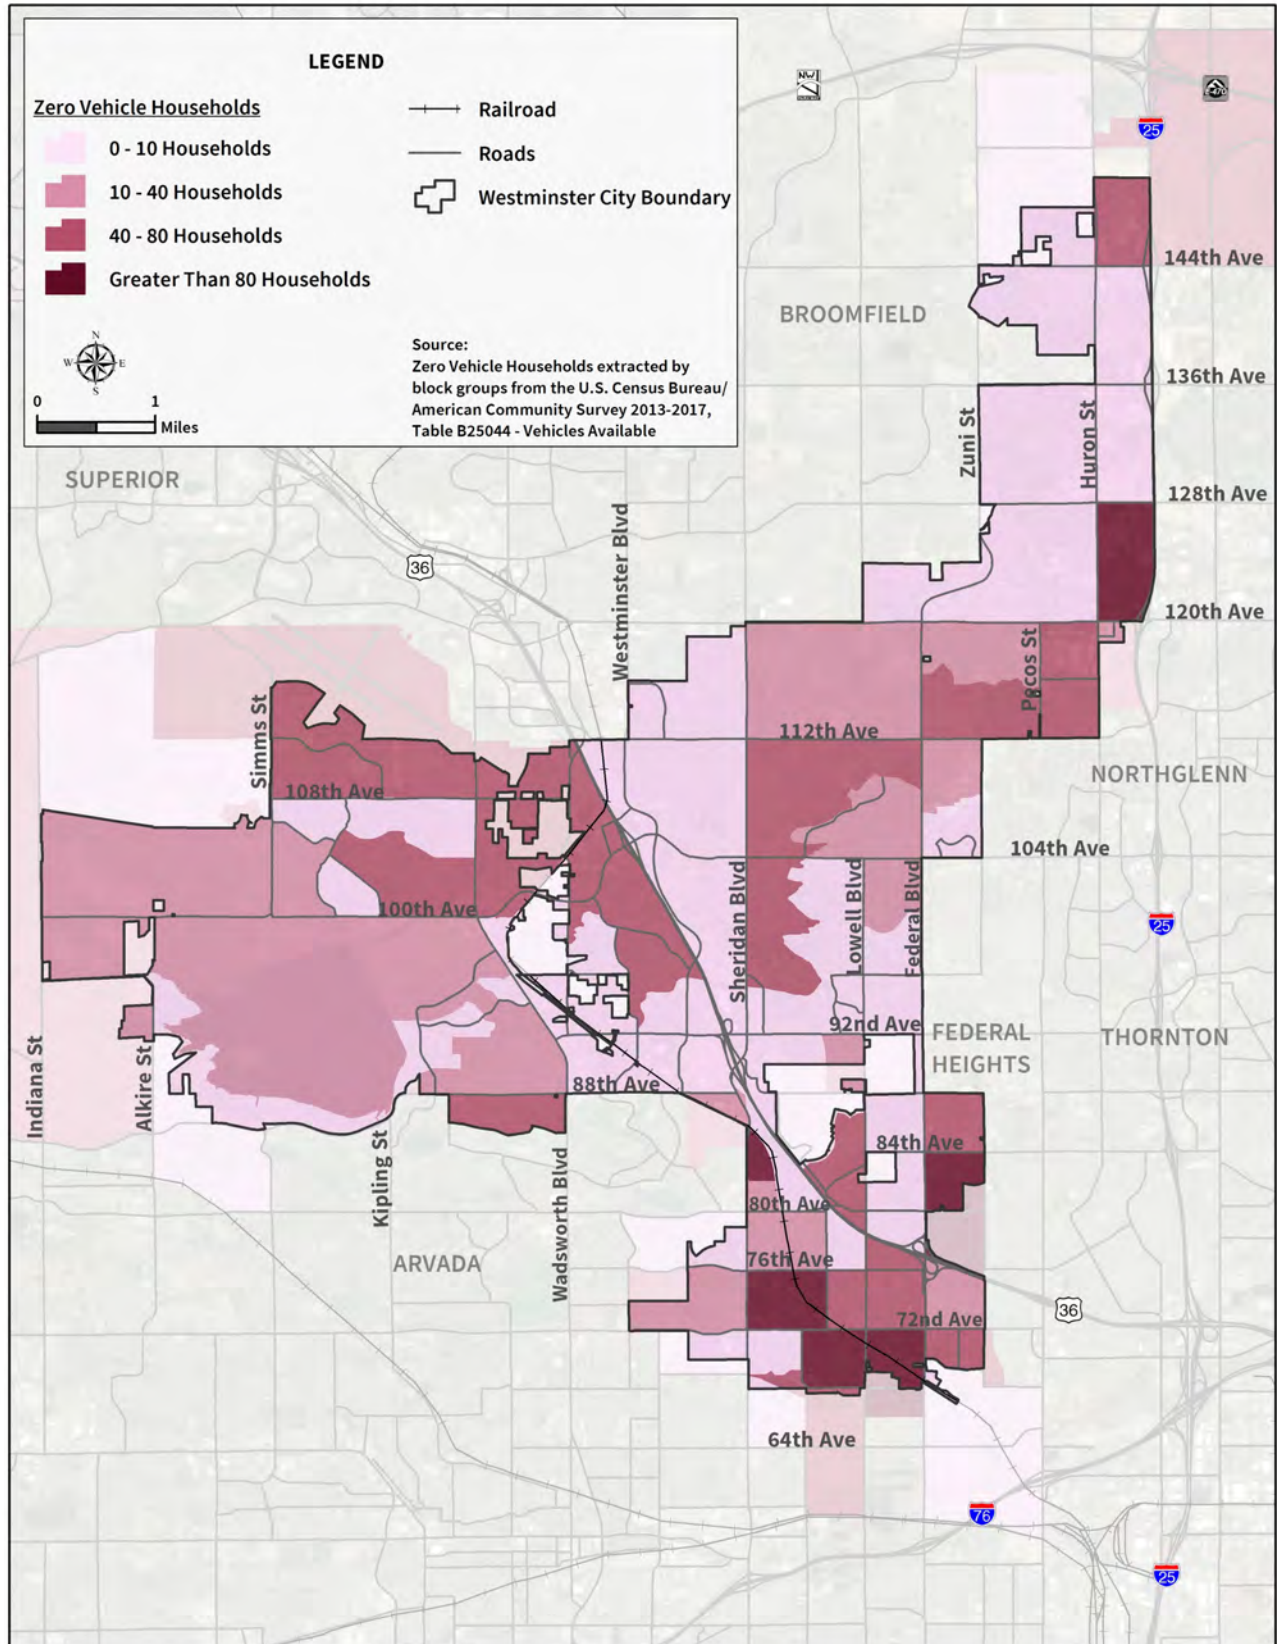 LEGEND
Zero Vehicle Households
0 - 10 Households
10 - 40 Households
40 - 80 Households
Greater Than 80 Households
Railroad
Roads
Westminster City Boundary
N
W
E
S
0
1
Miles
Source:
Zero Vehicle Households extracted by
block groups from the U.S. Census Bureau/
American Community Survey 2013-2017,
Table B25044 - Vehicles Available
NW
E-470
25
144th Ave
BROOMFIELD
136th Ave
Zuni St
Huron St
SUPERIOR
128th Ave
36
Westminster Blvd
120th Ave
Pecos St
Simms St
112th Ave
108th Ave
NORTHGLENN
104th Ave
100th Ave
Sheridan Blvd
Lowell Blvd
Federal Blvd
25
92nd Ave
FEDERAL
HEIGHTS
THORNTON
Indiana St
Alkire St
88th Ave
84th Ave
Kipling St
Wadsworth Blvd
80th Ave
ARVADA
76th Ave
36
72nd Ave
64th Ave
76
25